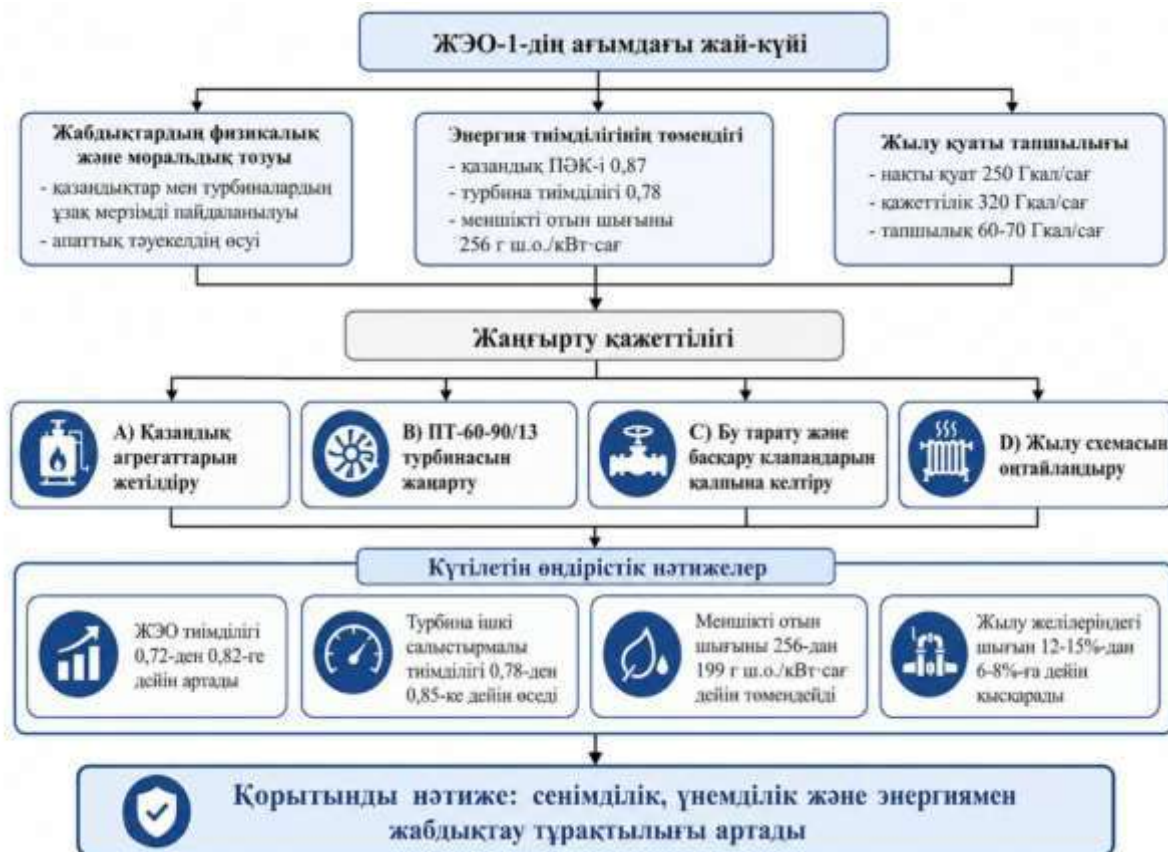 ЖЭО-1-дің ағымдағы жай-күйі
Жабдықтардың физикалық
және моральдық тозуы
- қазандықтар мен турбиналардың
ұзақ мерзімді пайдаланылуы
- апаттық тәуекелдің өсуі
Энергия тиімділігінің төмендігі
- қазандық ПЭК-і 0,87
- турбина тиімділігі 0,78
- меншікті отын шығыны
256 г ш.о./кВт·сағ
Жылу қуаты тапшылығы
- нақты қуат 250 Гкал/сағ
- қажеттілік 320 Гкал/сағ
- тапшылық 60-70 Гкал/сағ
Жаңғырту қажеттілігі
A) Қазандық
агрегаттарын
жетілдіру
B) ПТ-60-90/13
турбинасын
жаңарту
C) Бу тарату және
басқару клапандарын
қалпына келтіру
D) Жылу схемасын
оңтайландыру
Күтілетін өндірістік нәтижелер
ЖЭО тиімділігі
0,72-ден 0,82-ге
дейін артады
Турбина ішкі
салыстырмалы
тиімділігі 0,78-ден
0,85-ке дейін өседі
Меншікті отын
шығыны 256-дан
199 г ш.о./кВт·сағ
дейін төмендейді
Жылу желілеріндегі
шығын 12-15%-дан
6-8%-ға дейін
қысқарады
Қорытынды нәтиже: сенімділік, үнемділік және энергиямен
жабдықтау тұрақтылығы артады